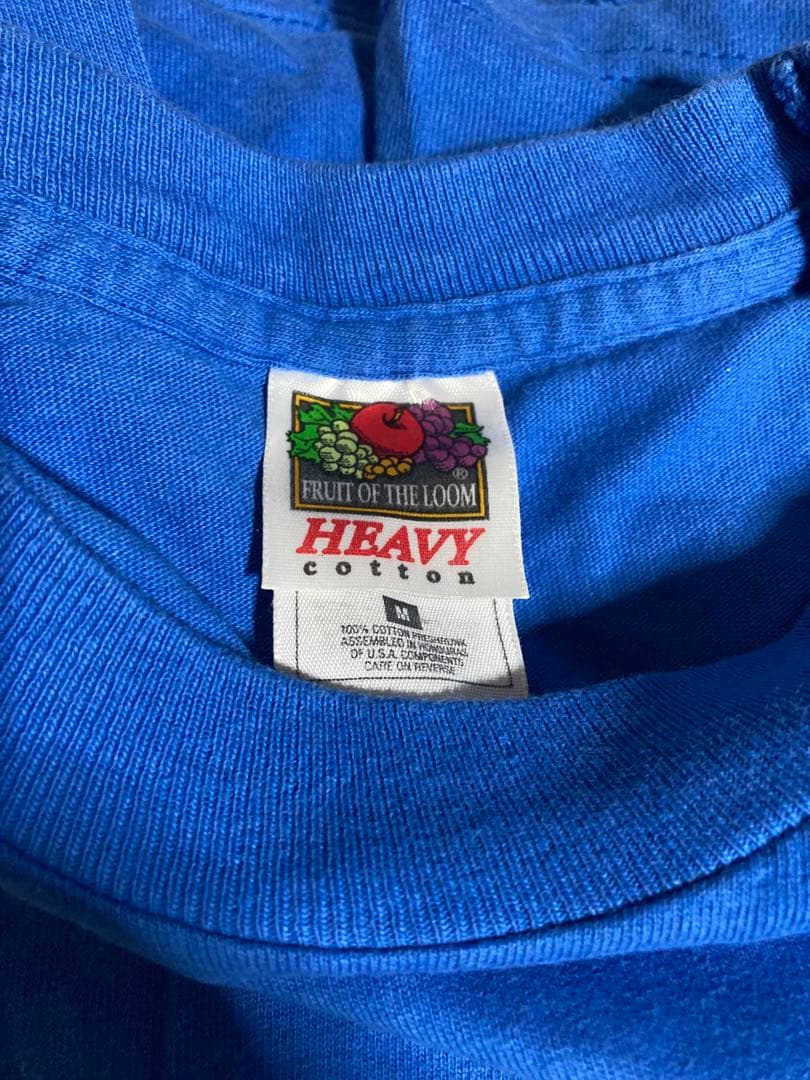 ®
FRUIT OF THE LOOM
HEAVY
cotton
M
100% COTTON PRESHRUNK
ASSEMBLED IN HONDURAS
OF U.S.A. COMPONENTS
CARE ON REVERSE